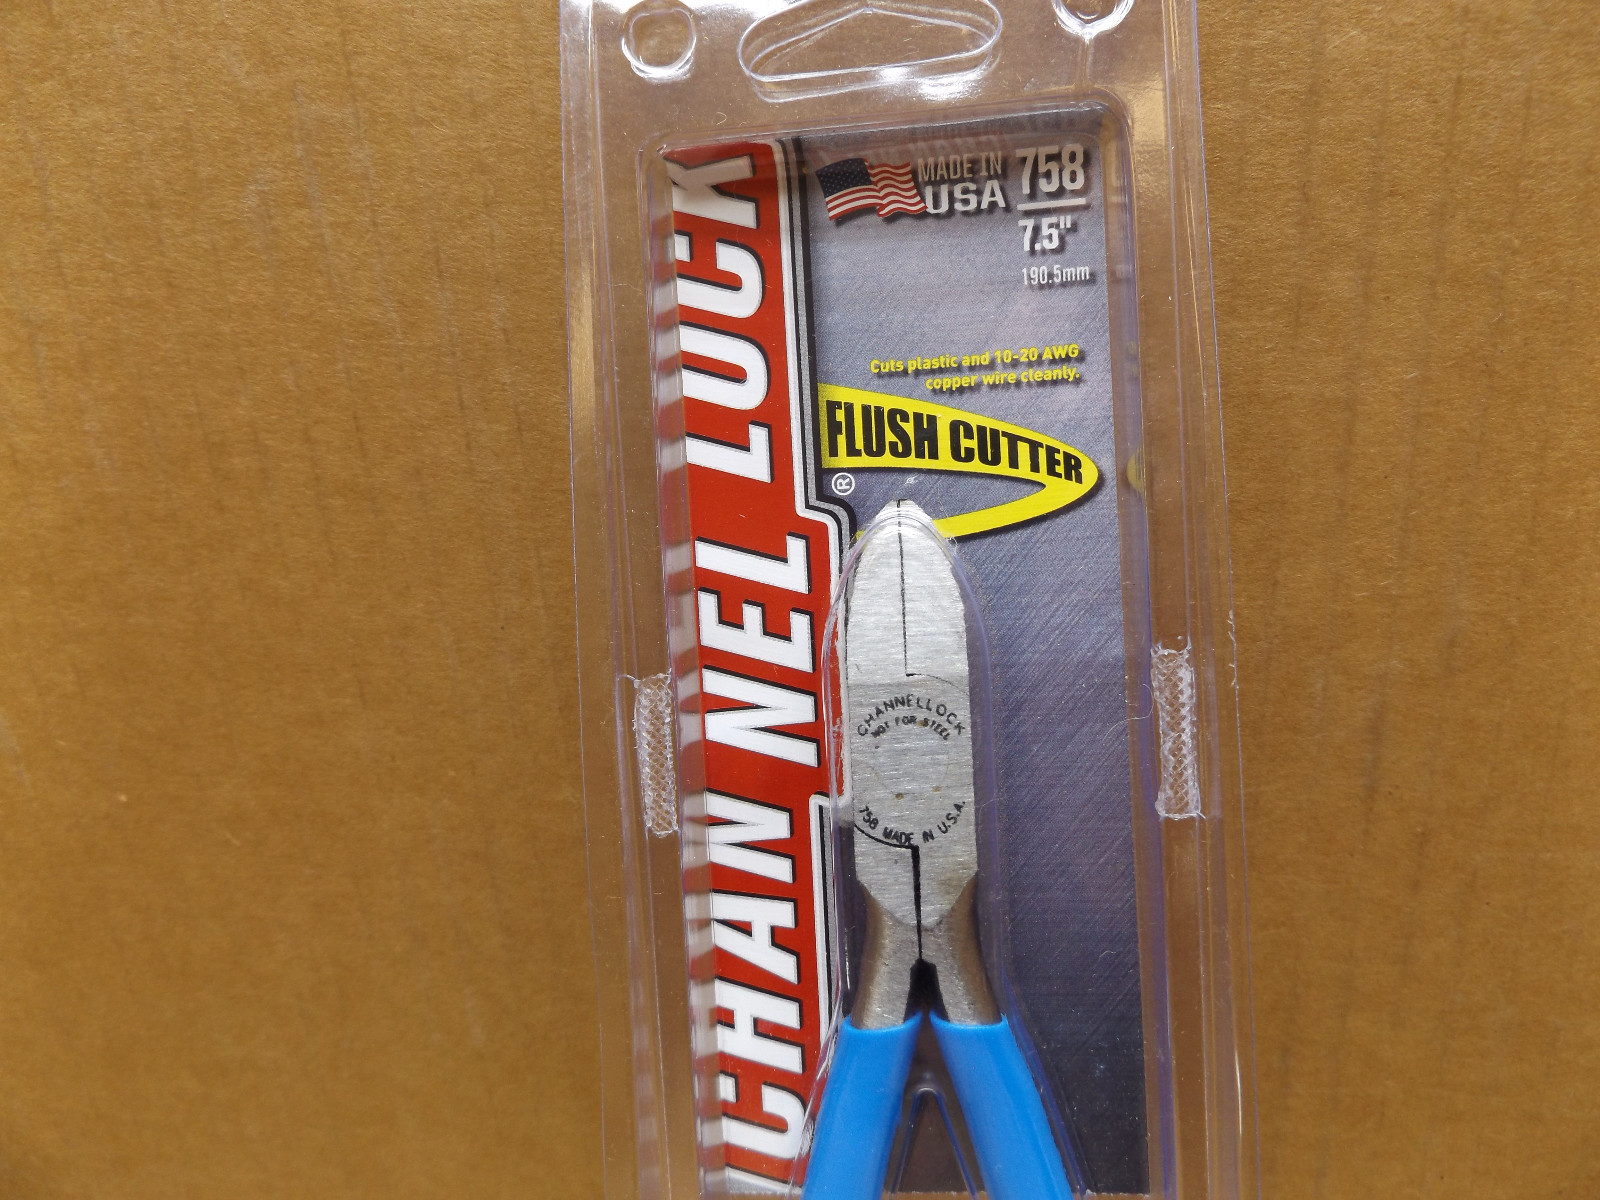 MADE IN
USA
758
7.5"
190.5mm
Cuts plastic and 10-20 AWG
copper wire cleanly.
FLUSH CUTTER
CHANNELLOCK
®
CHANNELLOCK
NOT FOR STEEL
758 MADE IN U.S.A.